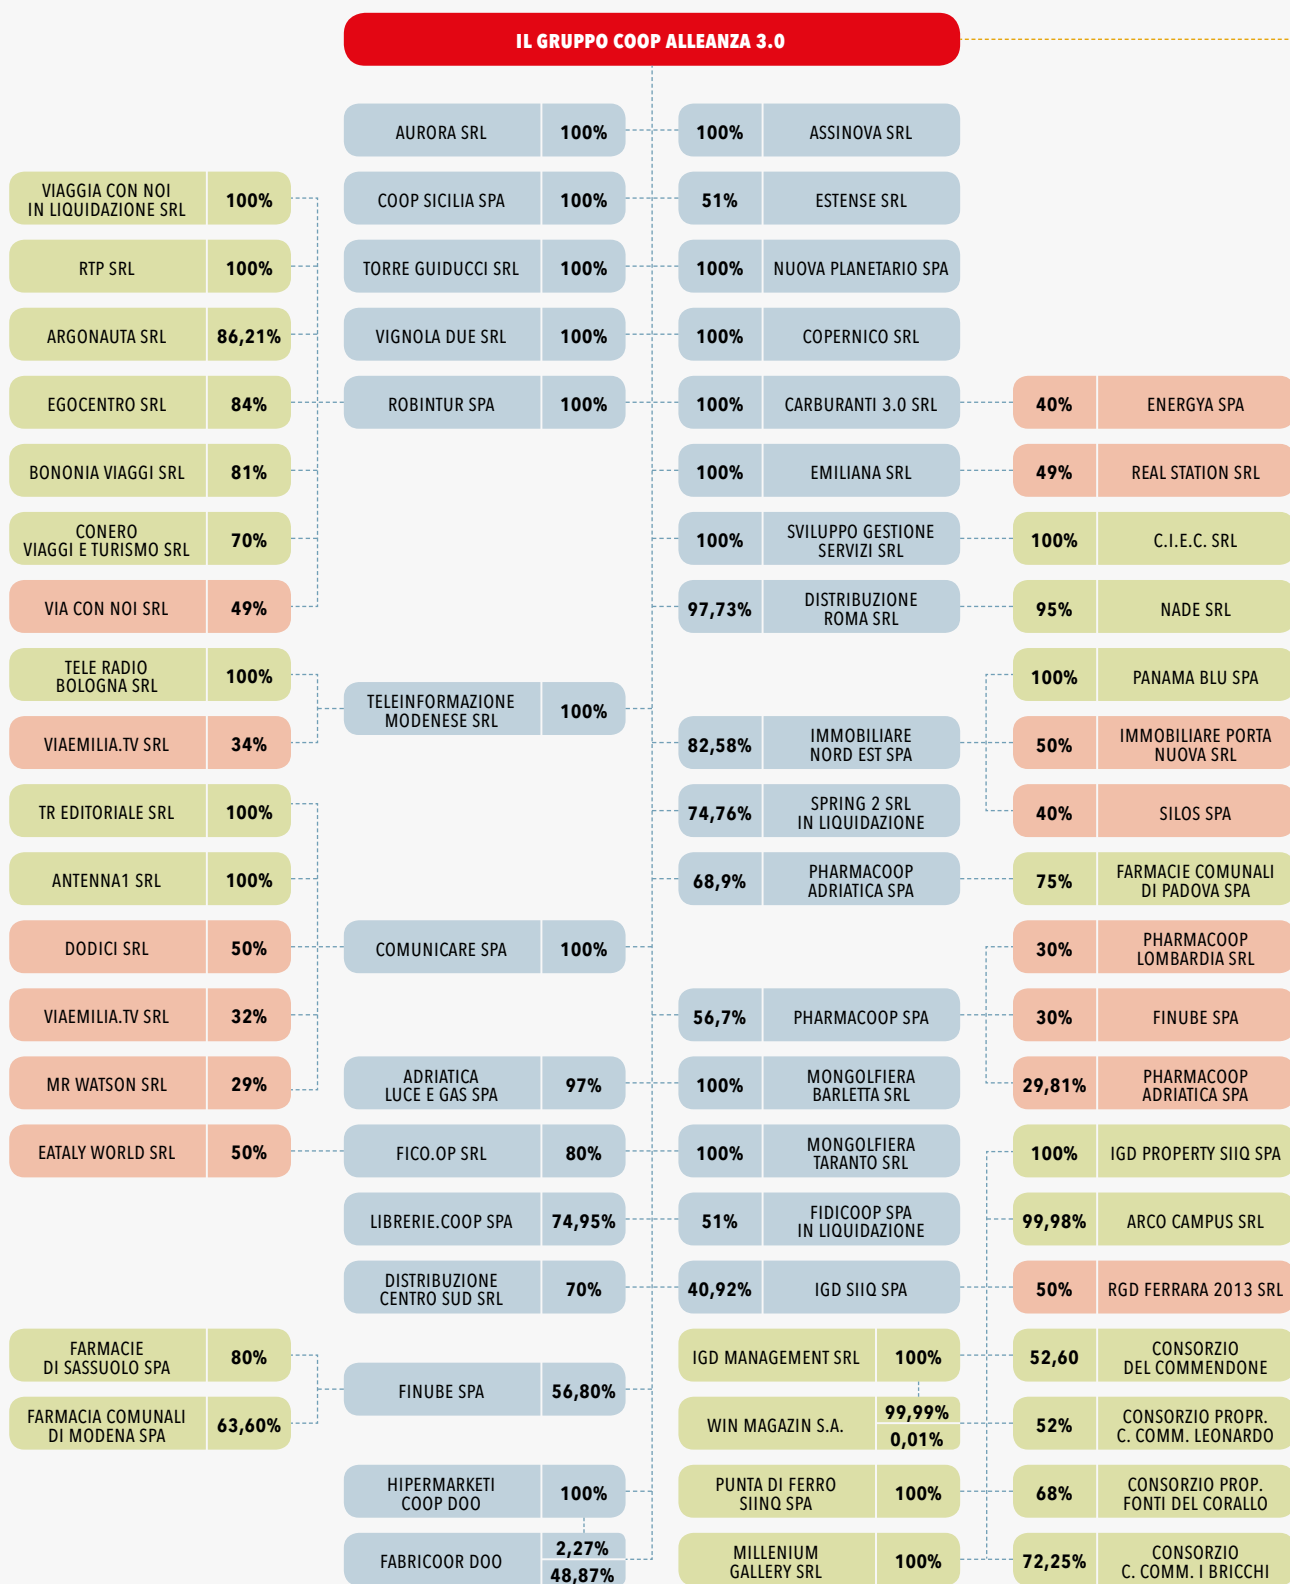 IL GRUPPO COOP ALLEANZA 3.0
AURORA SRL 100%
100% ASSINOVA SRL
VIAGGIA CON NOI
IN LIQUIDAZIONE SRL
100%
COOP SICILIA SPA 100%
51% ESTENSE SRL
RTP SRL 100%
TORRE GUIDUCCI SRL 100%
100% NUOVA PLANETARIO SPA
ARGONAUTA SRL 86,21%
VIGNOLA DUE SRL 100%
100% COPERNICO SRL
EGOCENTRO SRL 84%
ROBINTUR SPA 100%
100% CARBURANTI 3.0 SRL
40% ENERGYA SPA
BONONIA VIAGGI SRL 81%
100% EMILIANA SRL
49% REAL STATION SRL
CONERO
VIAGGI E TURISMO SRL
70%
100%
SVILUPPO GESTIONE
SERVIZI SRL
100% C.I.E.C. SRL
VIA CON NOI SRL 49%
97,73%
DISTRIBUZIONE
ROMA SRL
95% NADE SRL
TELE RADIO
BOLOGNA SRL
100%
TELEINFORMAZIONE
MODENESE SRL
100%
100% PANAMA BLU SPA
VIAEMILIA.TV SRL 34%
82,58%
IMMOBILIARE
NORD EST SPA
50%
IMMOBILIARE PORTA
NUOVA SRL
TR EDITORIALE SRL 100%
74,76%
SPRING 2 SRL
IN LIQUIDAZIONE
40% SILOS SPA
ANTENNA1 SRL 100%
68,9%
PHARMACOOP
ADRIATICA SPA
75%
FARMACIE COMUNALI
DI PADOVA SPA
DODICI SRL 50%
COMUNICARE SPA 100%
30%
PHARMACOOP
LOMBARDIA SRL
VIAEMILIA.TV SRL 32%
56,7% PHARMACOOP SPA
30% FINUBE SPA
MR WATSON SRL 29%
ADRIATICA
LUCE E GAS SPA
97%
100%
MONGOLFIERA
BARLETTA SRL
29,81%
PHARMACOOP
ADRIATICA SPA
EATALY WORLD SRL 50%
FICO.OP SRL 80%
100%
MONGOLFIERA
TARANTO SRL
100% IGD PROPERTY SIIQ SPA
LIBRERIE.COOP SPA 74,95%
51%
FIDICOOP SPA
IN LIQUIDAZIONE
99,98% ARCO CAMPUS SRL
DISTRIBUZIONE
CENTRO SUD SRL
70%
40,92% IGD SIIQ SPA
50% RGD FERRARA 2013 SRL
FARMACIE
DI SASSUOLO SPA
80%
FINUBE SPA 56,80%
IGD MANAGEMENT SRL 100%
52,60
CONSORZIO
DEL COMMENDONE
FARMACIA COMUNALI
DI MODENA SPA
63,60%
WIN MAGAZIN S.A.
99,99%
0,01%
52%
CONSORZIO PROPR.
C. COMM. LEONARDO
HIPERMARKETI
COOP DOO
100%
PUNTA DI FERRO
SIINQ SPA
100%
68%
CONSORZIO PROP.
FONTI DEL CORALLO
FABRICOOR DOO
2,27%
48,87%
MILLENIUM
GALLERY SRL
100%
72,25%
CONSORZIO
C. COMM. I BRICCHI